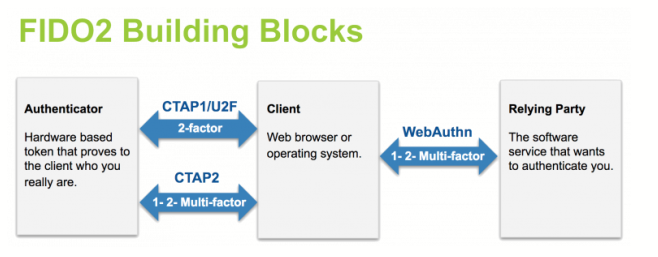 FIDO2 Building Blocks
Authenticator
Hardware based
token that proves to
the client who you
really are.
CTAP1/U2F
2-factor
CTAP2
1- 2- Multi-factor
Client
Web browser or
operating system.
WebAuthn
1- 2- Multi-factor
Relying Party
The software
service that wants
to authenticate you.